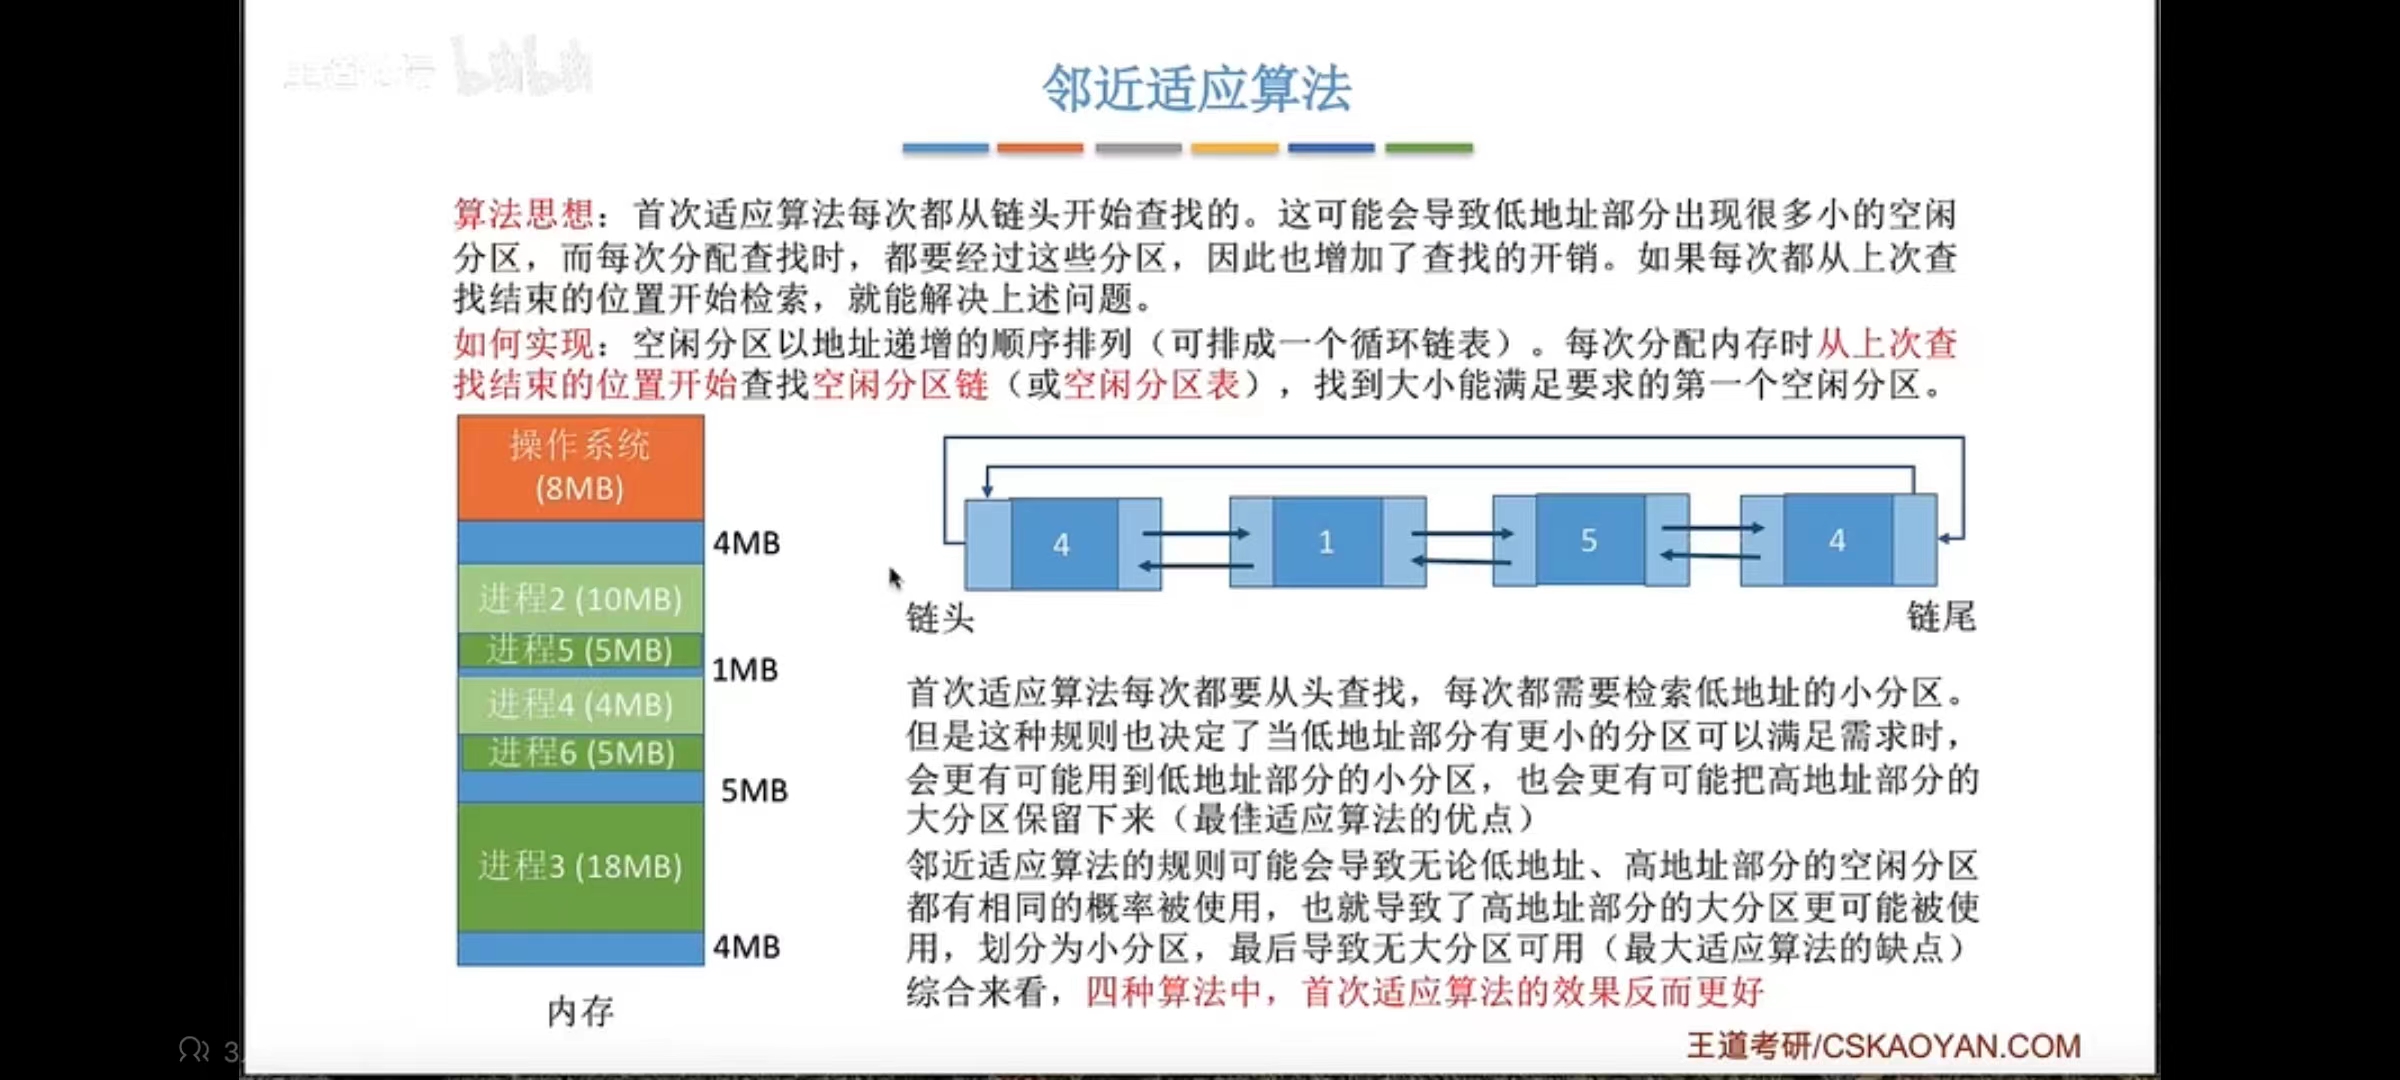 bilibili
邻近适应算法
算法思想：首次适应算法每次都从链头开始查找的。这可能会导致低地址部分出现很多小的空闲
分区，而每次分配查找时，都要经过这些分区，因此也增加了查找的开销。如果每次都从上次查
找结束的位置开始检索，就能解决上述问题。
如何实现：空闲分区以地址递增的顺序排列（可排成一个循环链表）。每次分配内存时从上次查
找结束的位置开始查找空闲分区链（或空闲分区表），找到大小能满足要求的第一个空闲分区。
操作系统
(8MB)
4MB
进程2 (10MB)
进程5 (5MB)
1MB
进程4 (4MB)
进程6 (5MB)
5MB
进程3 (18MB)
4MB
内存
4
1
5
4
链头
链尾
首次适应算法每次都要从头查找，每次都需要检索低地址的小分区。
但是这种规则也决定了当低地址部分有更小的分区可以满足需求时，
会更有可能用到低地址部分的小分区，也会更有可能把高地址部分的
大分区保留下来（最佳适应算法的优点）
邻近适应算法的规则可能会导致无论低地址、高地址部分的空闲分区
都有相同的概率被使用，也就导致了高地址部分的大分区更可能被使
用，划分为小分区，最后导致无大分区可用（最大适应算法的缺点）
综合来看，四种算法中，首次适应算法的效果反而更好
王道考研/CSKAOYAN.COM
3